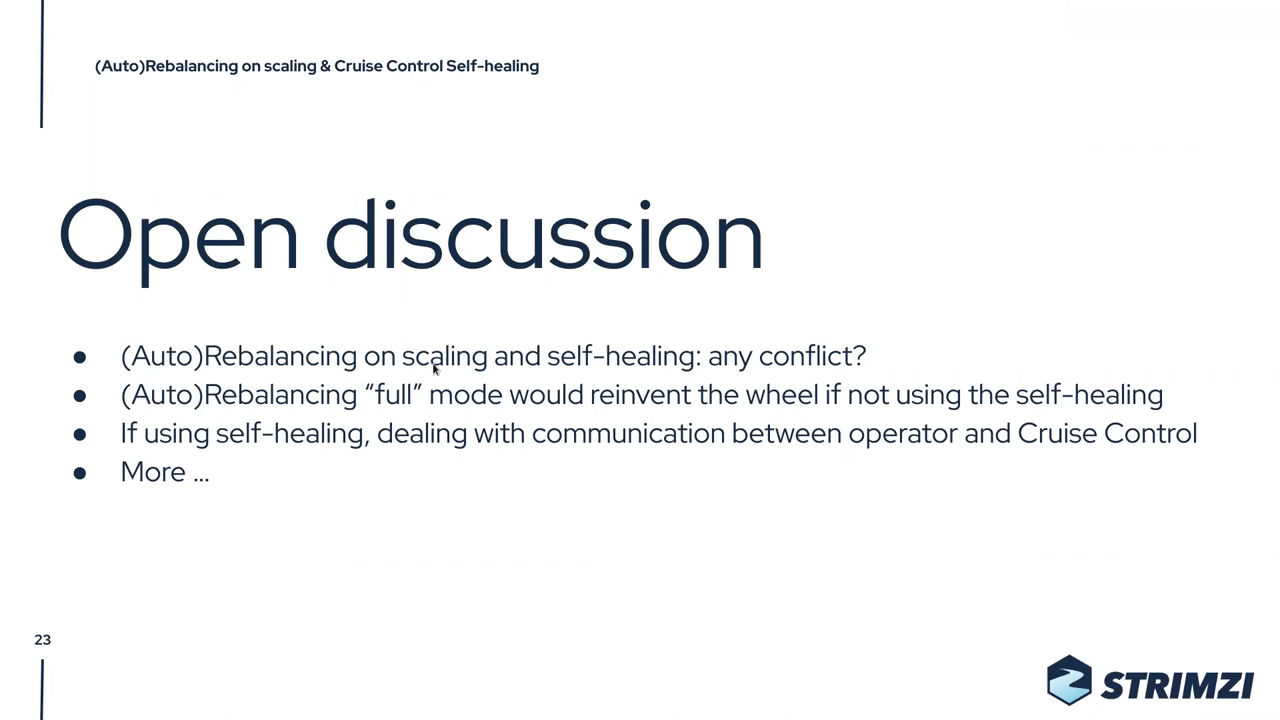 (Auto)Rebalancing on scaling & Cruise Control Self-healing
Open discussion
● (Auto)Rebalancing on scaling and self-healing: any conflict?
● (Auto)Rebalancing “full” mode would reinvent the wheel if not using the self-healing
● If using self-healing, dealing with communication between operator and Cruise Control
● More ...
23
STRIMZI